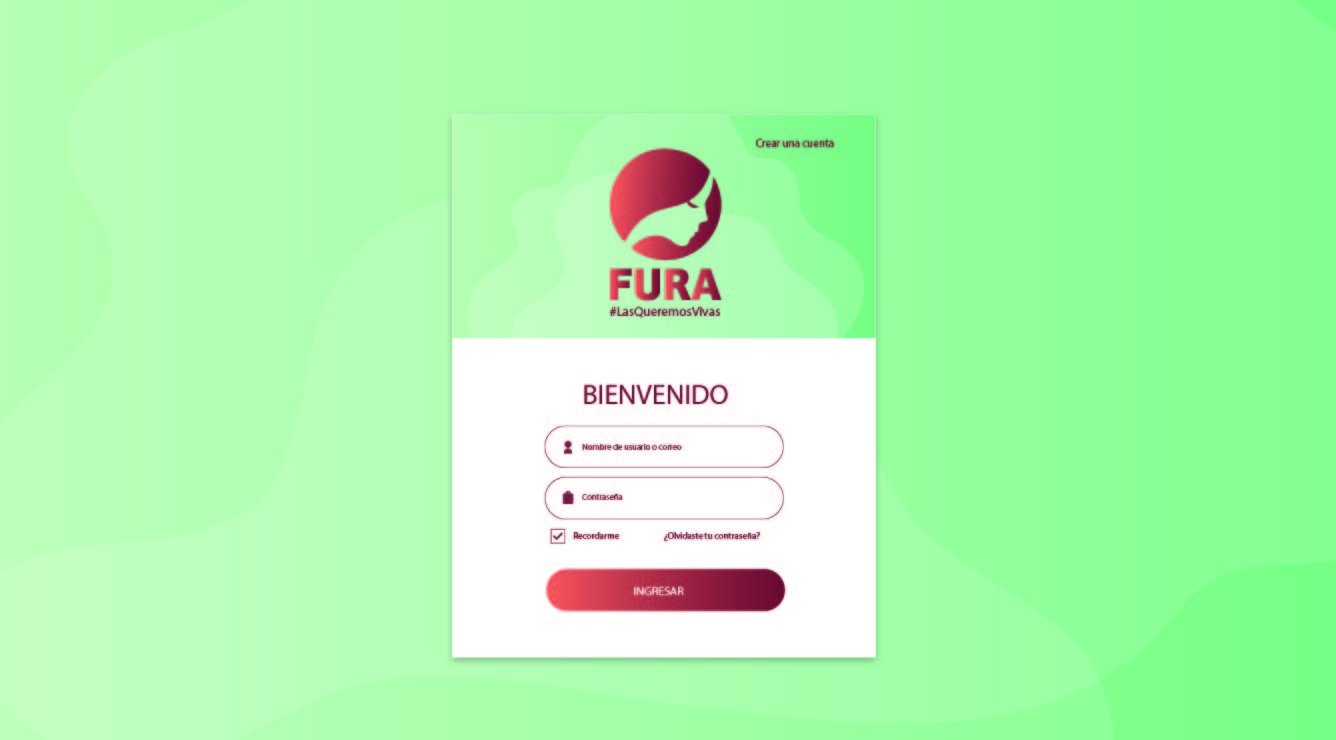 Crear una cuenta
FURA
#LasQueremosVivas
BIENVENIDO
Nombre de usuario o correo
Contraseña
Recordarme
¿Olvidaste tu contraseña?
INGRESAR